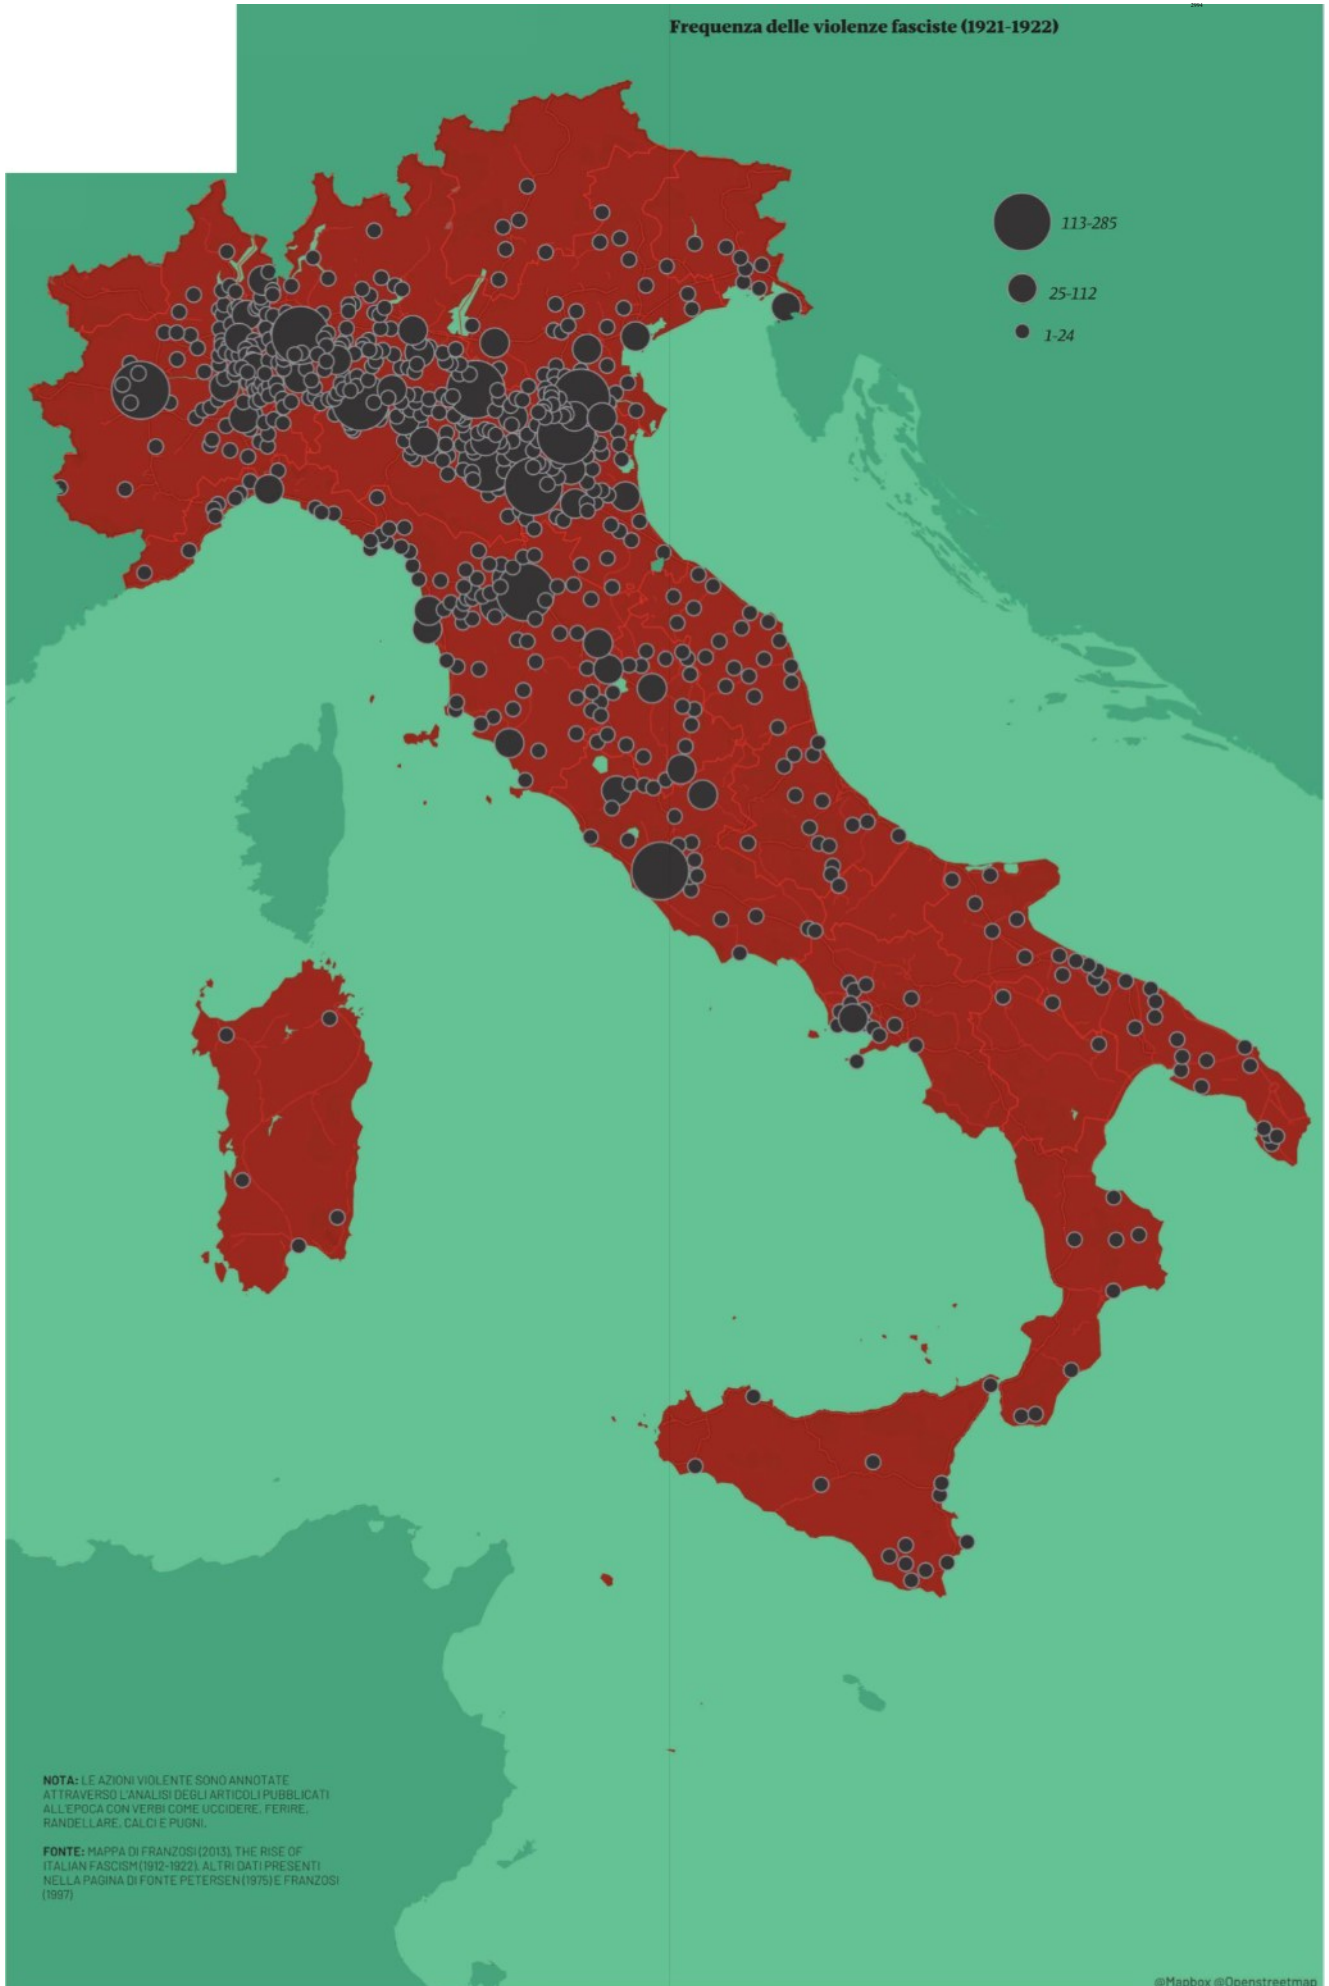 2994
Frequenza delle violenze fasciste (1921-1922)
113-285
25-112
1-24
NOTA: LE AZIONI VIOLENTE SONO ANNOTATE
ATTRAVERSO L'ANALISI DEGLI ARTICOLI PUBBLICATI
ALL'EPOCA CON VERBI COME UCCIDERE, FERIRE,
RANDELLARE, CALCI E PUGNI.
FONTE: MAPPA DI FRANZOSI (2013), THE RISE OF
ITALIAN FASCISM (1912-1922). ALTRI DATI PRESENTI
NELLA PAGINA DI FONTE PETERSEN (1975) E FRANZOSI
(1997)
@Mapbox @Openstreetmap